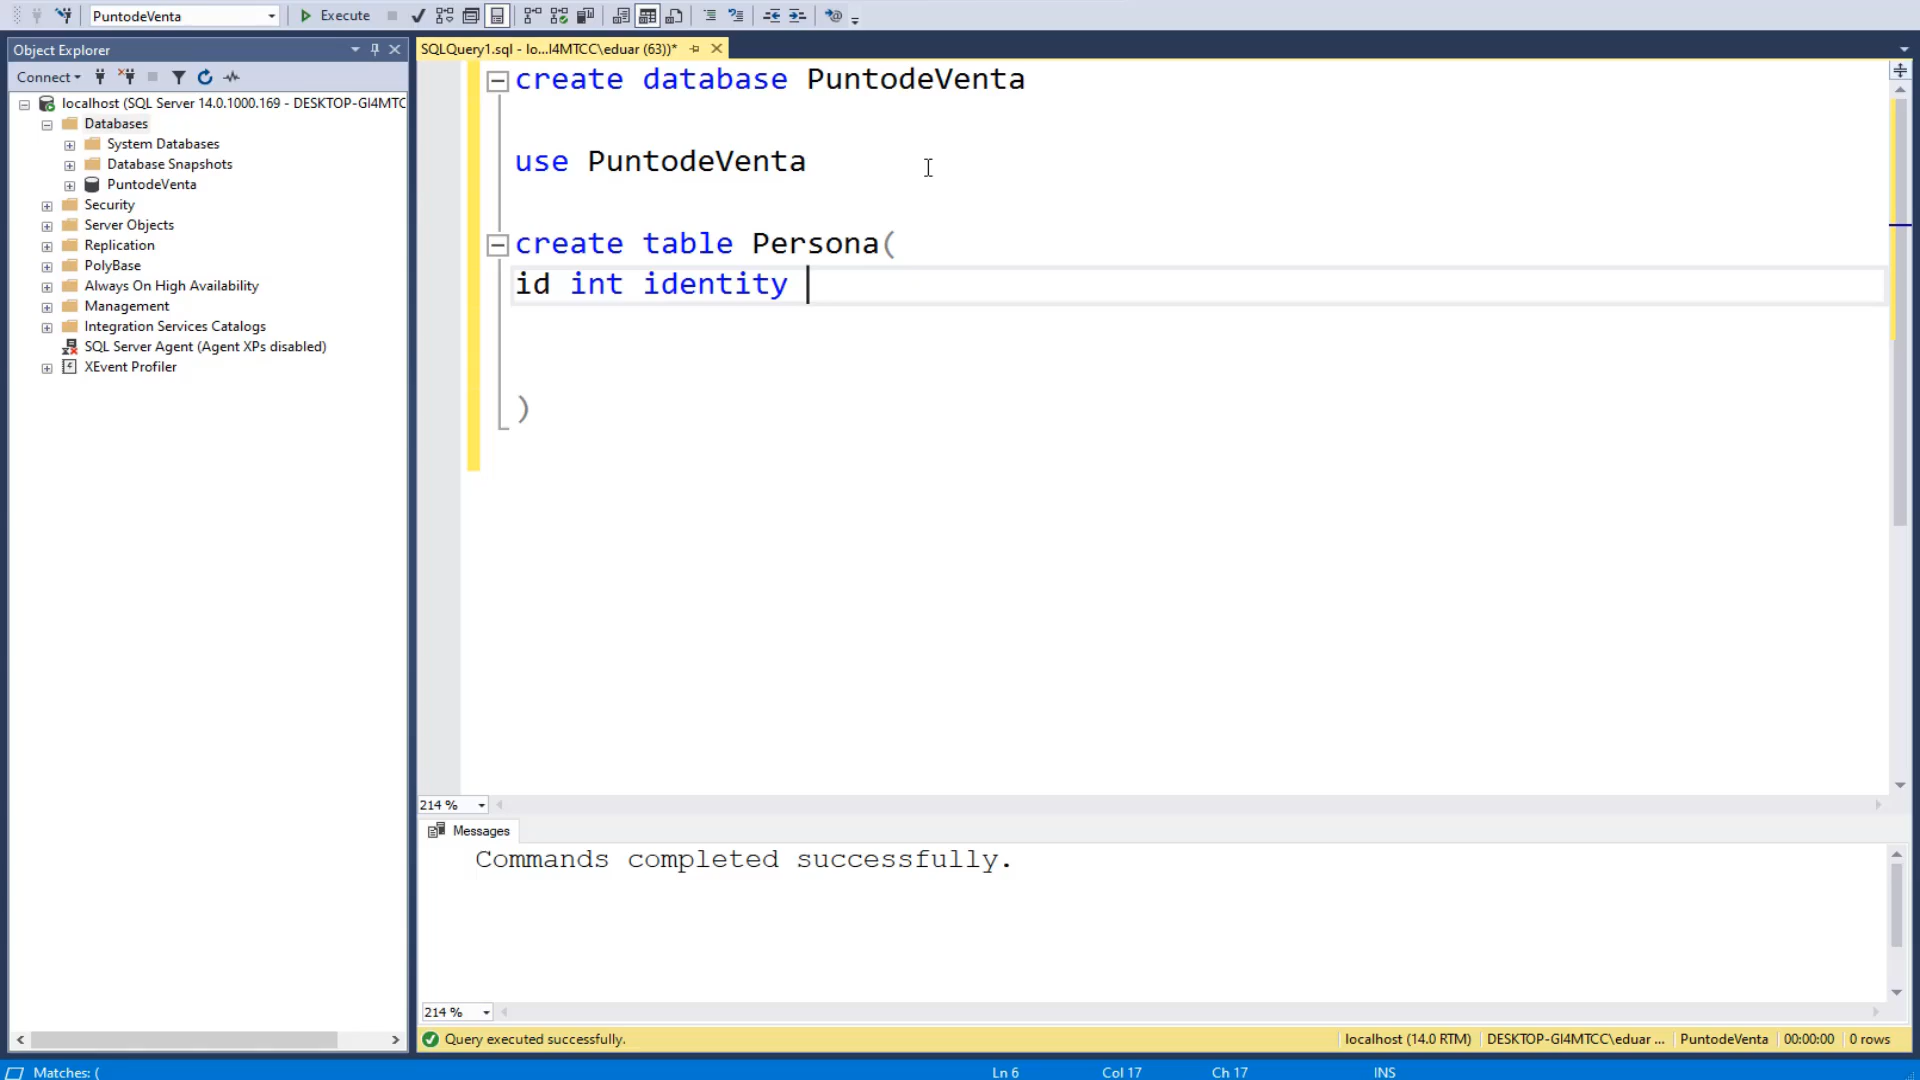 PuntodeVenta
Execute
Object Explorer
Connect
localhost (SQL Server 14.0.1000.169 - DESKTOP-GI4MTC
Databases
System Databases
Database Snapshots
PuntodeVenta
Security
Server Objects
Replication
PolyBase
Always On High Availability
Management
Integration Services Catalogs
SQL Server Agent (Agent XPs disabled)
XEvent Profiler
SQLQuery1.sql - lo...I4MTCC\eduar (63))*
create database PuntodeVenta
use PuntodeVenta
create table Persona(
id int identity
)
214 %
Messages
Commands completed successfully.
214 %
Query executed successfully.
localhost (14.0 RTM)
DESKTOP-GI4MTCC\eduar ...
PuntodeVenta
00:00:00
0 rows
Matches: (
Ln 6
Col 17
Ch 17
INS